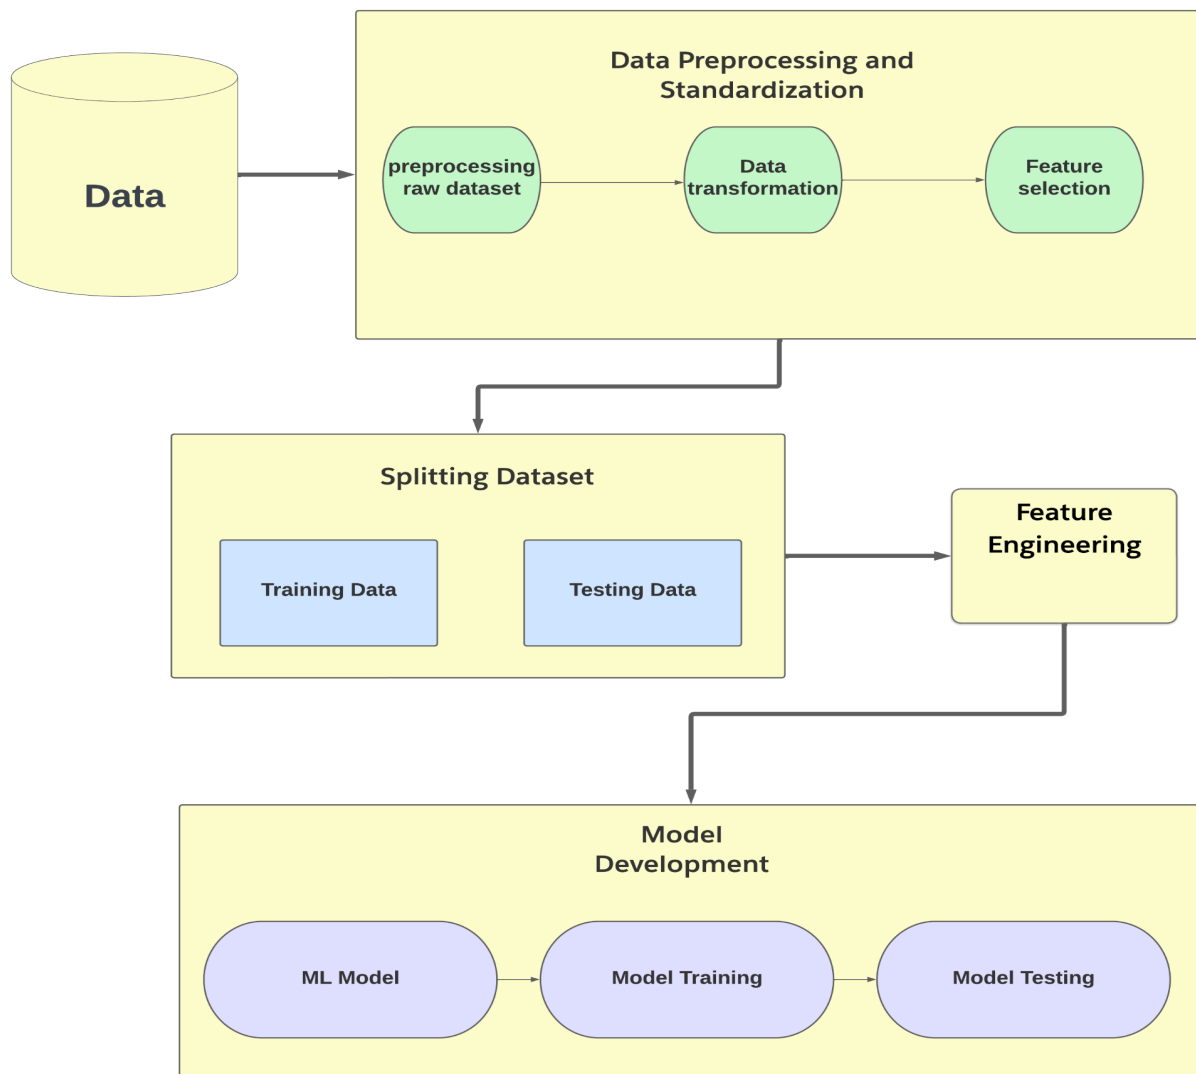 Data
Data Preprocessing and
Standardization
preprocessing
raw dataset
Data
transformation
Feature
selection
Splitting Dataset
Training Data
Testing Data
Feature
Engineering
Model
Development
ML Model
Model Training
Model Testing